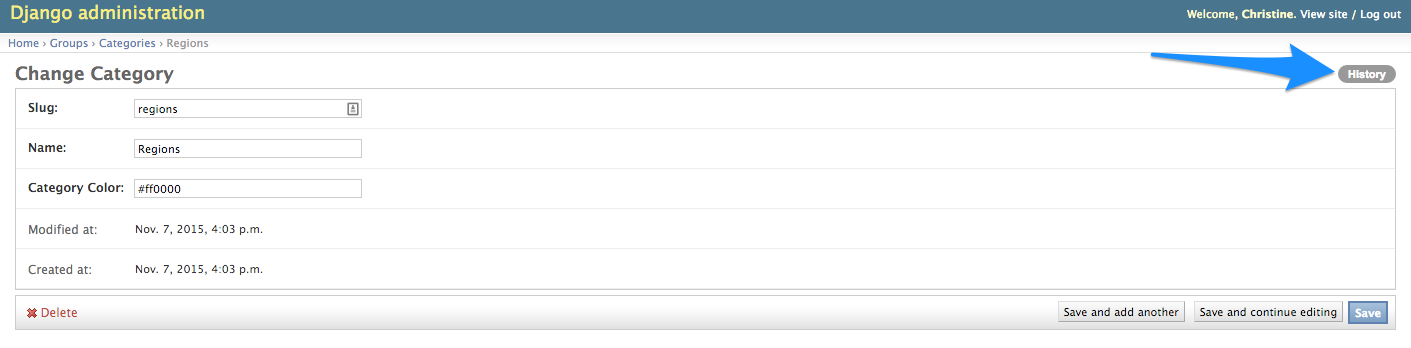 Django administration
Welcome, Christine. View site / Log out
Home › Groups › Categories › Regions
Change Category
History
Slug: regions
Name: Regions
Category Color: #ff0000
Modified at: Nov. 7, 2015, 4:03 p.m.
Created at: Nov. 7, 2015, 4:03 p.m.
Delete Save and add another Save and continue editing Save